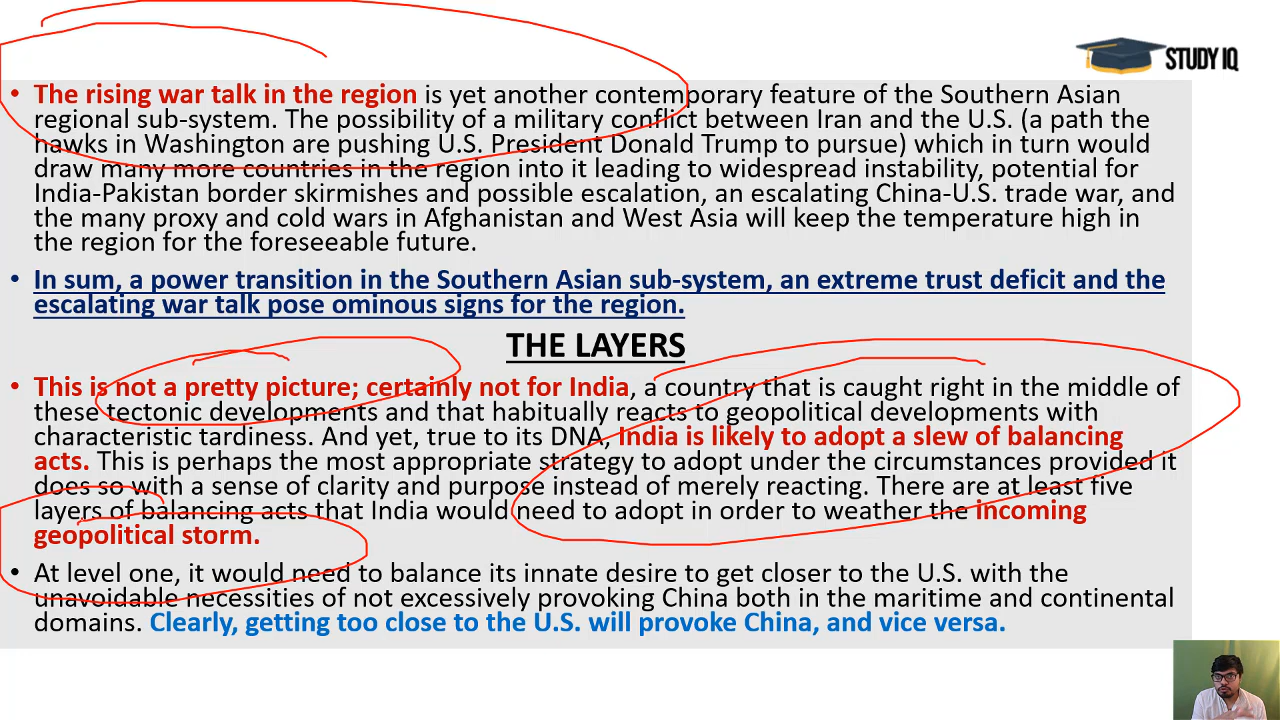 STUDY IQ
• The rising war talk in the region is yet another contemporary feature of the Southern Asian
regional sub-system. The possibility of a military conflict between Iran and the U.S. (a path the
hawks in Washington are pushing U.S. President Donald Trump to pursue) which in turn would
draw many more countries in the region into it leading to widespread instability, potential for
India-Pakistan border skirmishes and possible escalation, an escalating China-U.S. trade war, and
the many proxy and cold wars in Afghanistan and West Asia will keep the temperature high in
the region for the foreseeable future.
• In sum, a power transition in the Southern Asian sub-system, an extreme trust deficit and the
escalating war talk pose ominous signs for the region.
THE LAYERS
• This is not a pretty picture; certainly not for India, a country that is caught right in the middle of
these tectonic developments and that habitually reacts to geopolitical developments with
characteristic tardiness. And yet, true to its DNA, India is likely to adopt a slew of balancing
acts. This is perhaps the most appropriate strategy to adopt under the circumstances provided it
does so with a sense of clarity and purpose instead of merely reacting. There are at least five
layers of balancing acts that India would need to adopt in order to weather the incoming
geopolitical storm.
• At level one, it would need to balance its innate desire to get closer to the U.S. with the
unavoidable necessities of not excessively provoking China both in the maritime and continental
domains. Clearly, getting too close to the U.S. will provoke China, and vice versa.